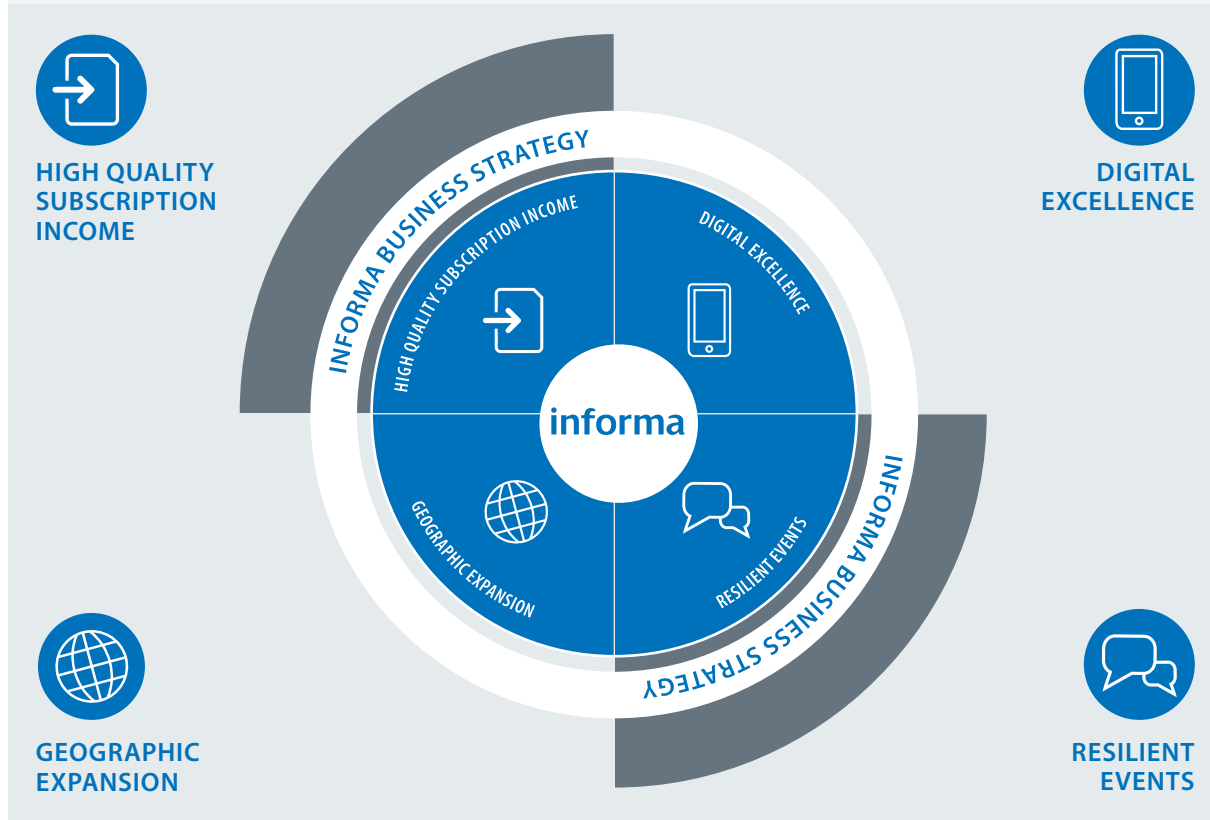 HIGH QUALITY
SUBSCRIPTION
INCOME
DIGITAL
EXCELLENCE
INFORMA BUSINESS STRATEGY
HIGH QUALITY SUBSCRIPTION INCOME
DIGITAL EXCELLENCE
informa
GEOGRAPHIC EXPANSION
RESILIENT EVENTS
INFORMA BUSINESS STRATEGY
GEOGRAPHIC
EXPANSION
RESILIENT
EVENTS